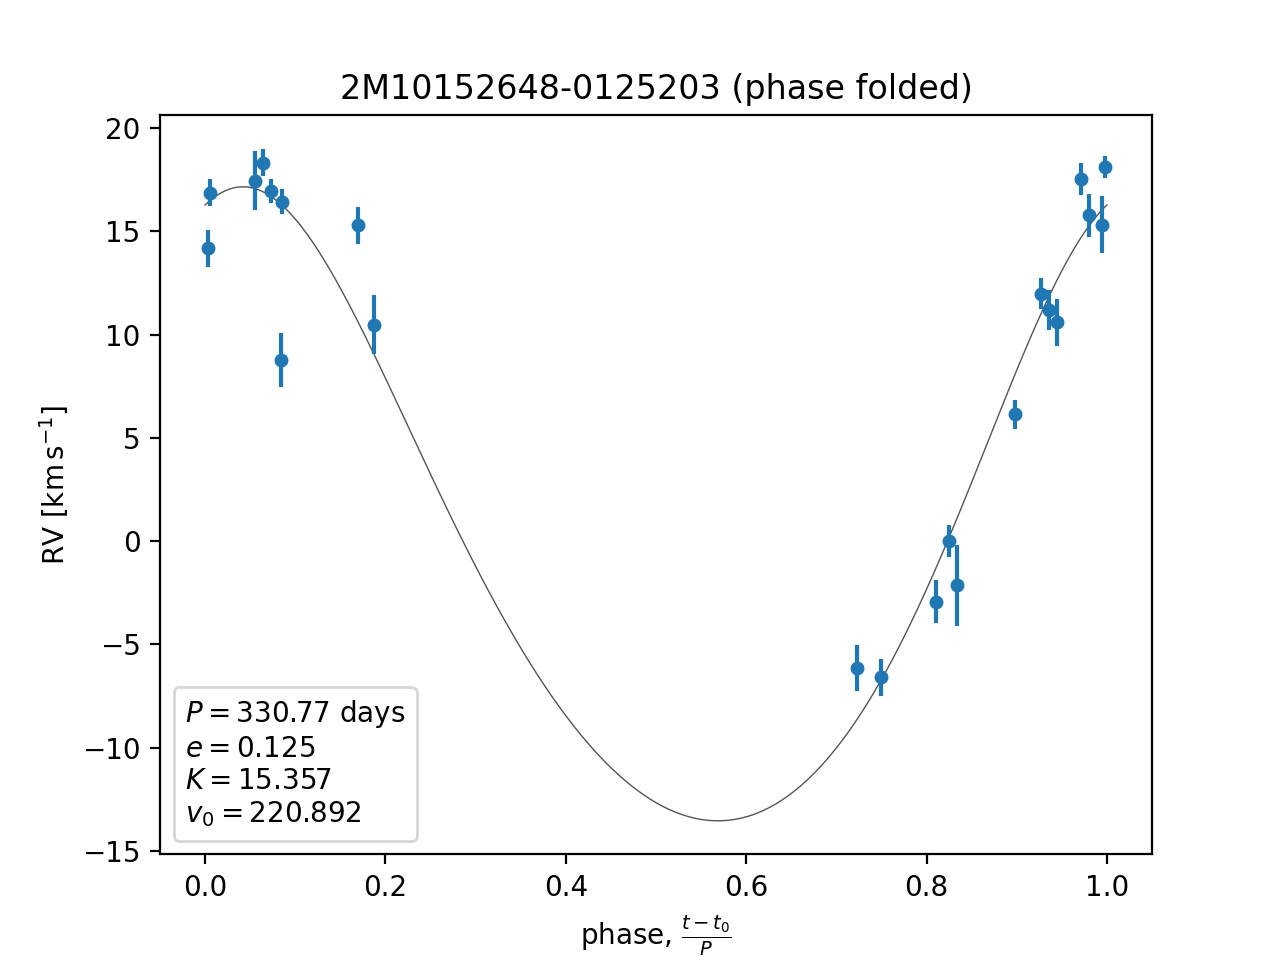 2M10152648-0125203 (phase folded)
20
15
10
5
0
−5
−10
−15
RV [km s⁻¹]
P = 330.77 days
e = 0.125
K = 15.357
v₀ = 220.892
0.0 0.2 0.4 0.6 0.8 1.0
phase, (t − t₀)/P